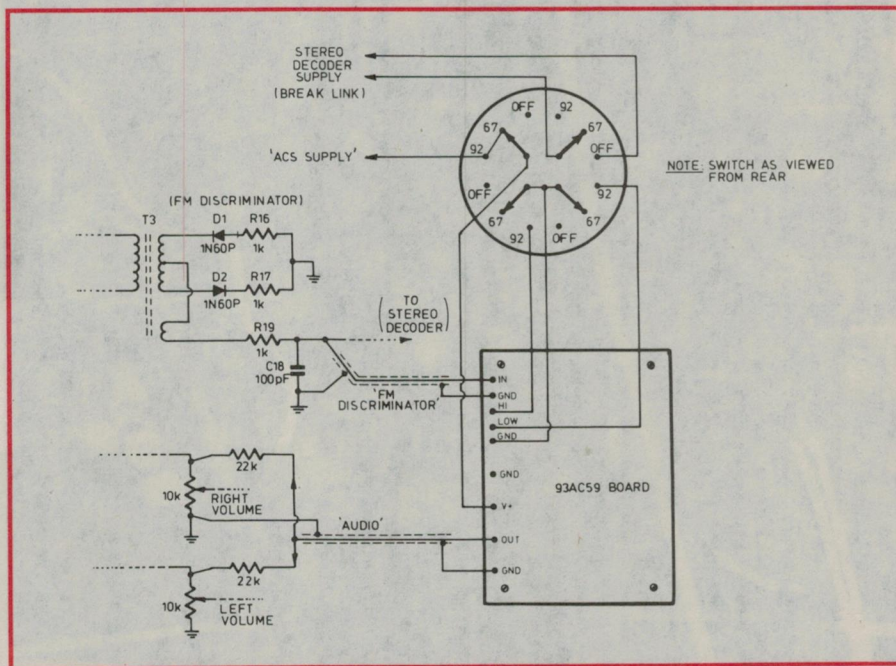 STEREO
DECODER
SUPPLY
(BREAK LINK)
'ACS SUPPLY'
OFF
92
67
67
92
OFF
OFF
92
67
67
92
OFF
NOTE: SWITCH AS VIEWED
FROM REAR
(FM DISCRIMINATOR)
T3
D1
1N60P
R16
1k
D2
1N60P
R17
1k
R19
1k
C18
100pF
(TO
STEREO
DECODER)
'FM
DISCRIMINATOR'
IN
GND
HI
LOW
GND
GND
V+
OUT
GND
93AC59 BOARD
22k
10k
RIGHT
VOLUME
'AUDIO'
22k
10k
LEFT
VOLUME